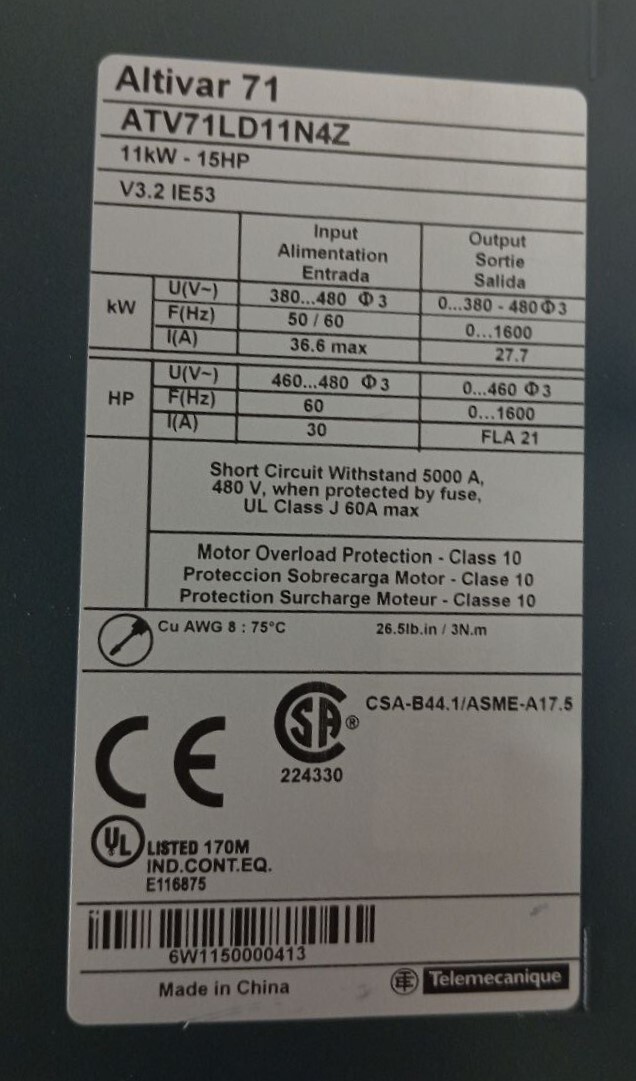 Altivar 71
ATV71LD11N4Z
11kW - 15HP
V3.2 IE53
Input
Alimentation
Entrada
Output
Sortie
Salida
kW
U(V~) 380...480 Φ 3 0...380 - 480 Φ 3
F(Hz) 50 / 60 0...1600
I(A) 36.6 max 27.7
HP
U(V~) 460...480 Φ 3 0...460 Φ 3
F(Hz) 60 0...1600
I(A) 30 FLA 21
Short Circuit Withstand 5000 A,
480 V, when protected by fuse,
UL Class J 60A max
Motor Overload Protection - Class 10
Proteccion Sobrecarga Motor - Clase 10
Protection Surcharge Moteur - Classe 10
Cu AWG 8 : 75°C 26.5lb.in / 3N.m
CE
SA ®
CSA-B44.1/ASME-A17.5
224330
UL LISTED 170M
IND.CONT.EQ.
E116875
6W1150000413
Made in China
Telemecanique